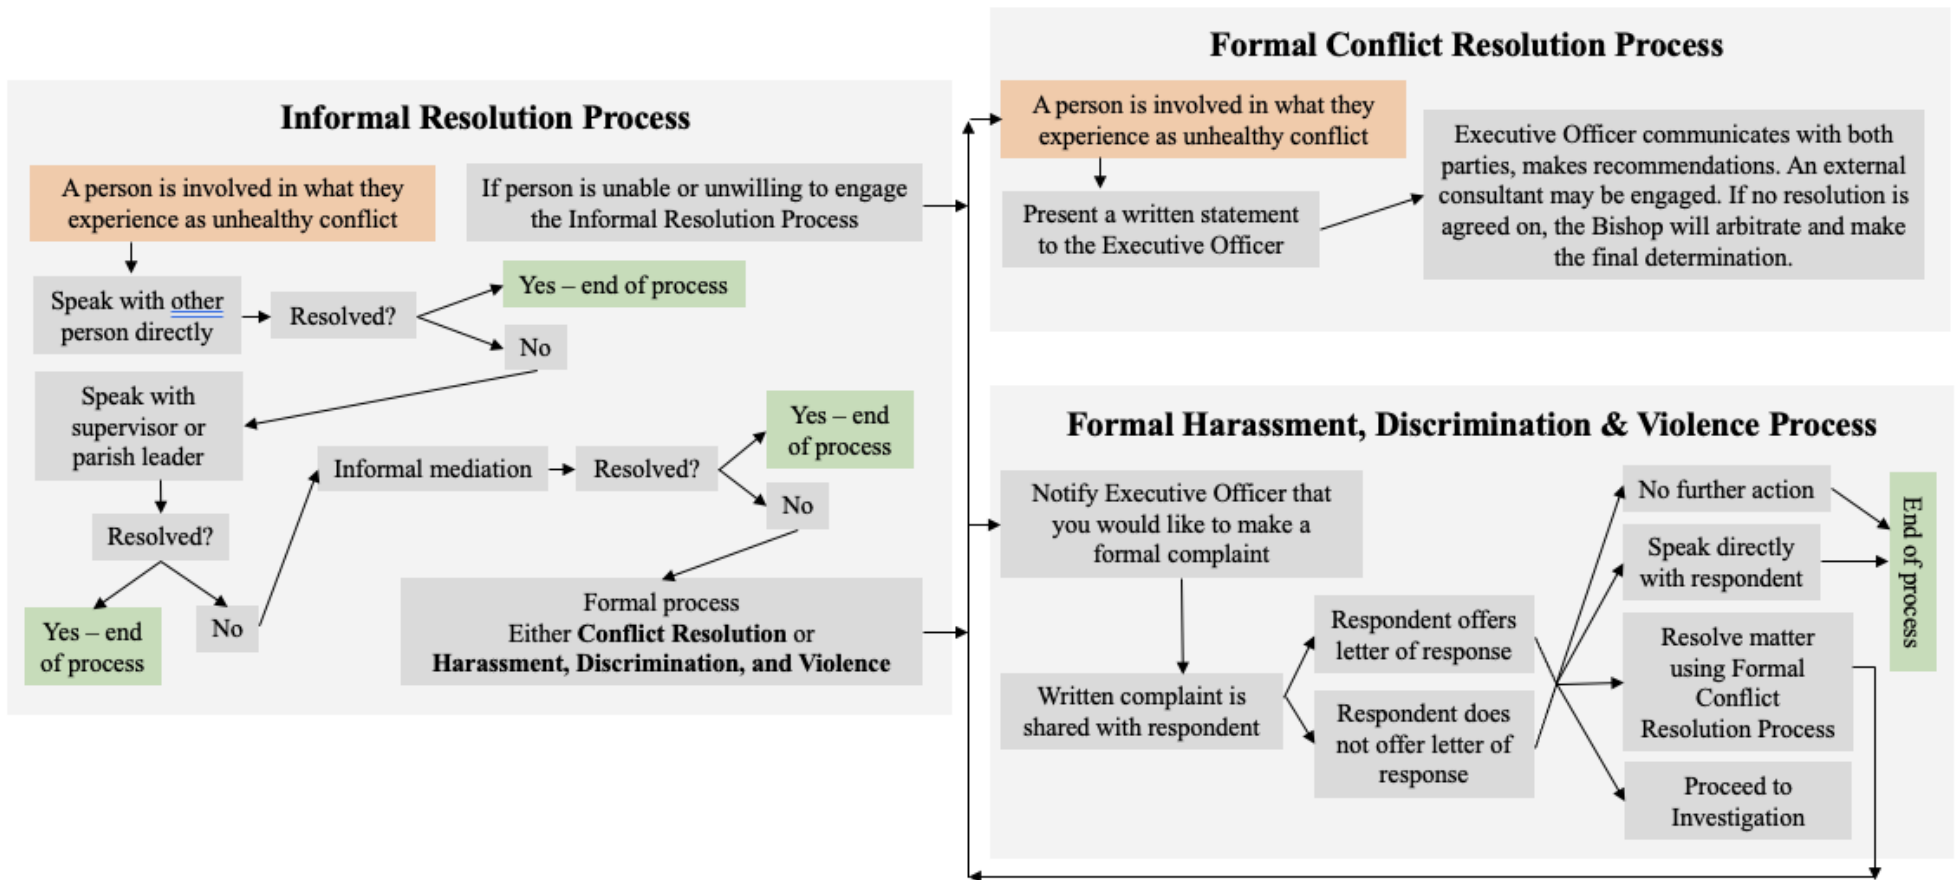 Informal Resolution Process
A person is involved in what they
experience as unhealthy conflict
If person is unable or unwilling to engage
the Informal Resolution Process
Speak with other
person directly
Resolved?
Yes – end of process
No
Speak with
supervisor or
parish leader
Resolved?
Yes – end
of process
No
Informal mediation
Resolved?
Yes – end
of process
No
Formal process
Either Conflict Resolution or
Harassment, Discrimination, and Violence
Formal Conflict Resolution Process
A person is involved in what they
experience as unhealthy conflict
Present a written statement
to the Executive Officer
Executive Officer communicates with both
parties, makes recommendations. An external
consultant may be engaged. If no resolution is
agreed on, the Bishop will arbitrate and make
the final determination.
Formal Harassment, Discrimination & Violence Process
Notify Executive Officer that
you would like to make a
formal complaint
Written complaint is
shared with respondent
Respondent offers
letter of response
Respondent does
not offer letter of
response
No further action
Speak directly
with respondent
Resolve matter
using Formal
Conflict
Resolution Process
Proceed to
Investigation
End of process